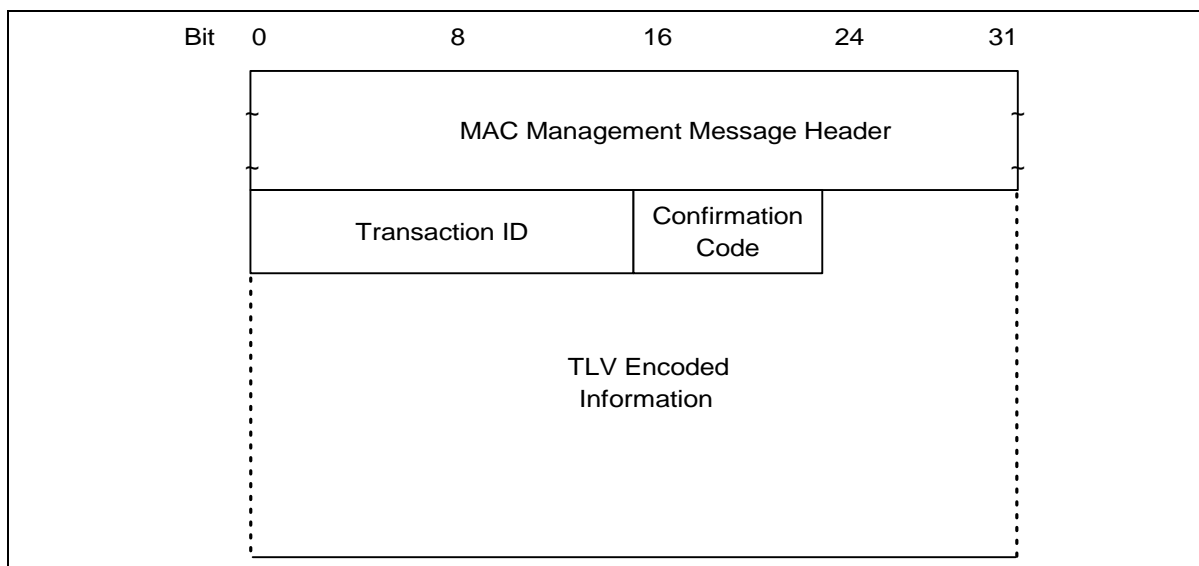 Bit 0 8 16 24 31
MAC Management Message Header
~ ~
~ ~
Transaction ID
Confirmation
Code
TLV Encoded
Information